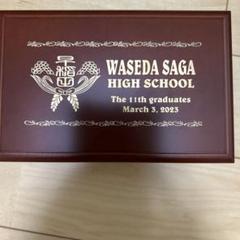 WASEDA SAGA
HIGH SCHOOL
The 11th graduates
March 3, 2023